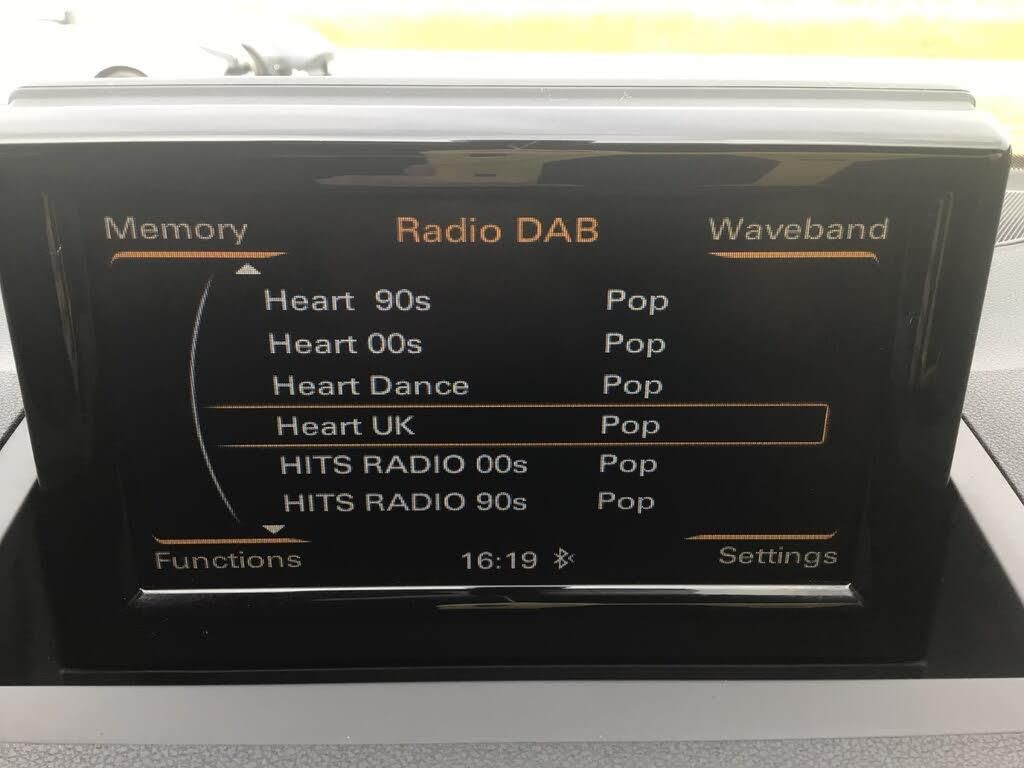 Memory Radio DAB Waveband
Heart 90s Pop
Heart 00s Pop
Heart Dance Pop
Heart UK Pop
HITS RADIO 00s Pop
HITS RADIO 90s Pop
Functions 16:19 Settings